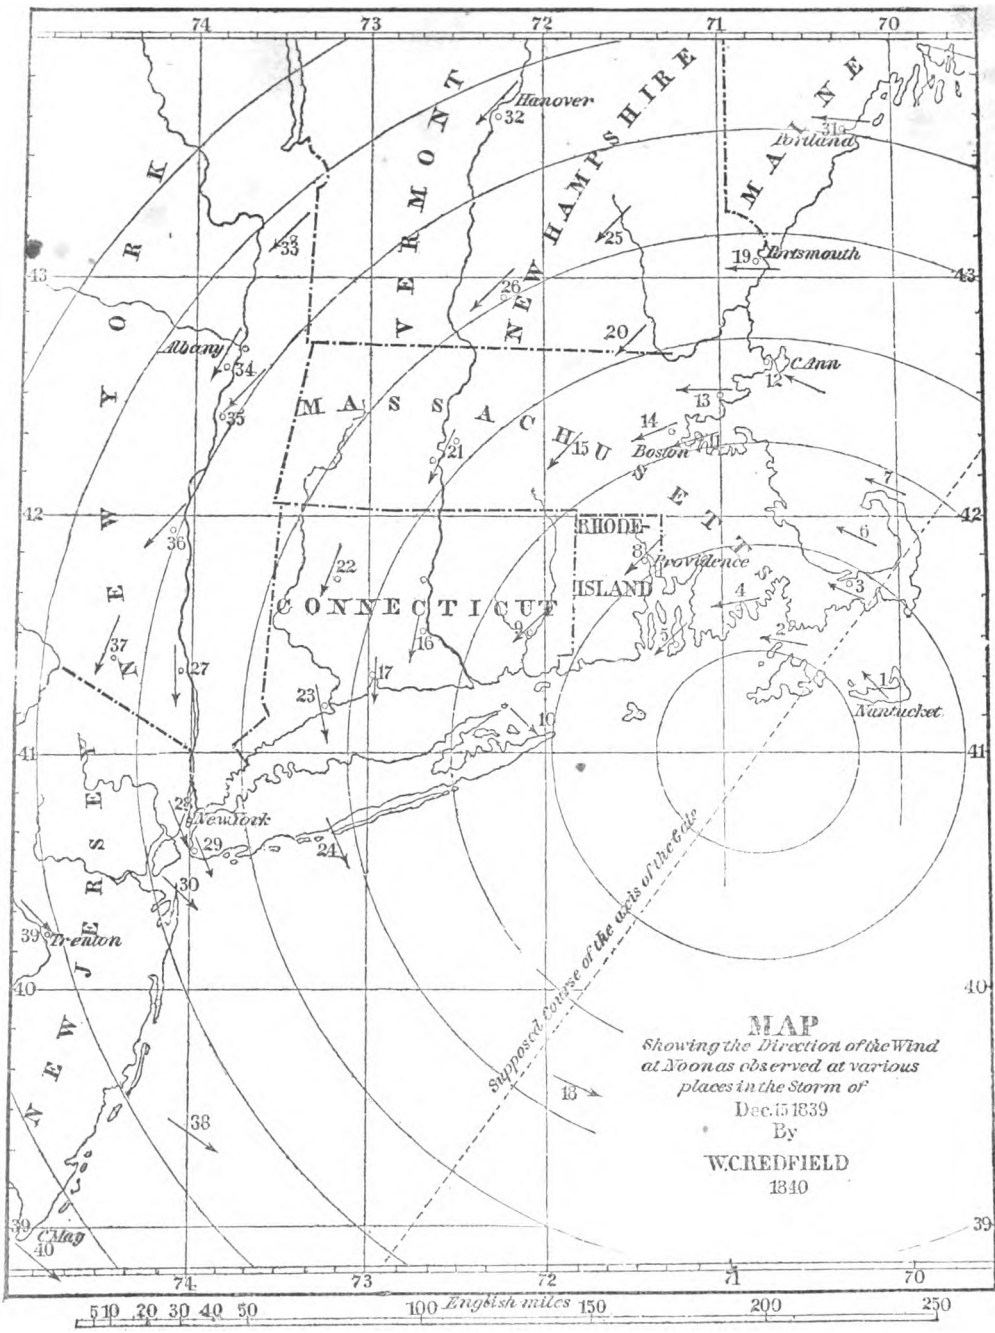 74 73 72 71 70
Hanover
32
31
Portland
MAINE
NEW HAMPSHIRE
VERMONT
NEW YORK
33
25
19
Portsmouth
43 43
26
20
Albany
34
35
C Ann
12
13
14
11
Boston
MASSACHUSETTS
21
15
7
42 42
36
RHODE
ISLAND
6
8
Providence
22
4
3
CONNECTICUT
9
5
2
16
37
27
17
1
Nantucket
23
10
41 41
28
New York
29
24
30
NEW JERSEY
39
Trenton
40 40
Supposed Course of the axis of the Gale
18
38
MAP
Showing the Direction of the Wind
at Noon as observed at various
places in the Storm of
Dec. 15 1839
By
W.C. REDFIELD
1840
39 39
C May
40
74 73 72 71 70
English miles
5 10 20 30 40 50 100 150 200 250